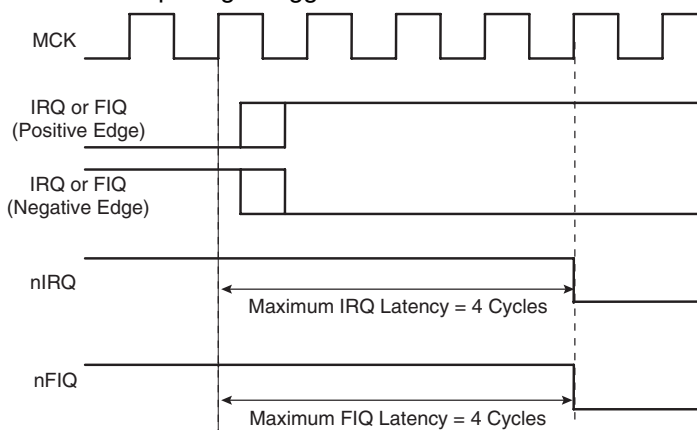 MCK
IRQ or FIQ
(Positive Edge)
IRQ or FIQ
(Negative Edge)
nIRQ
Maximum IRQ Latency = 4 Cycles
nFIQ
Maximum FIQ Latency = 4 Cycles